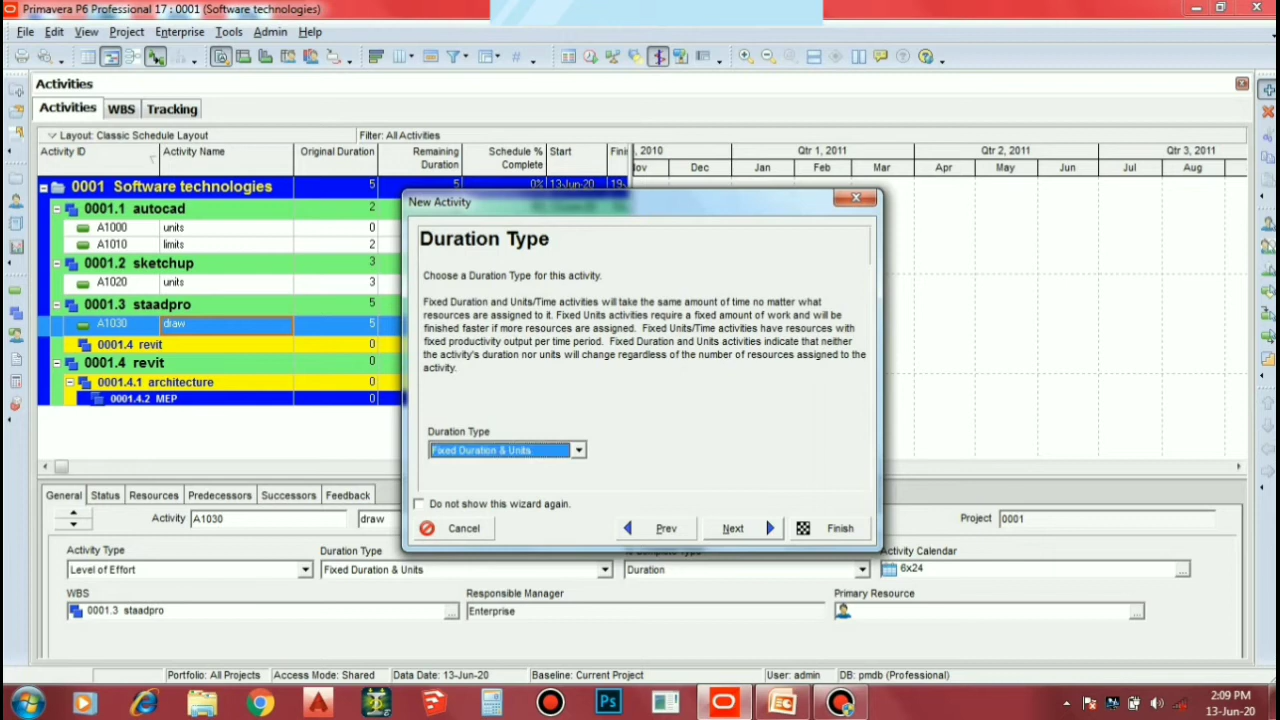 Primavera P6 Professional 17 : 0001 (Software technologies)
File Edit View Project Enterprise Tools Admin Help
Activities
Activities WBS Tracking
Layout: Classic Schedule Layout Filter: All Activities
Activity ID Activity Name Original Duration Remaining Duration Schedule % Complete Start
, 2010 Qtr 1, 2011 Qtr 2, 2011 Qtr 3, 2011
Dec Jan Feb Mar Apr May Jun Jul Aug
0001 Software technologies 5 5 0% 13-Jun-20 19-
0001.1 autocad 2
A1000 units 0
A1010 limits 2
0001.2 sketchup 3
A1020 units 3
0001.3 staadpro 5
A1030 draw 5
0001.4 revit 0
0001.4 revit 0
0001.4.1 architecture 0
0001.4.2 MEP 0
New Activity
Duration Type
Choose a Duration Type for this activity.
Fixed Duration and Units/Time activities will take the same amount of time no matter what
resources are assigned to it. Fixed Units activities require a fixed amount of work and will be
finished faster if more resources are assigned. Fixed Units/Time activities have resources with
fixed productivity output per time period. Fixed Duration and Units activities indicate that neither
the activity's duration nor units will change regardless of the number of resources assigned to the
activity.
Duration Type
Fixed Duration & Units
Do not show this wizard again.
Cancel Prev Next Finish
General Status Resources Predecessors Successors Feedback
Activity A1030 draw Project 0001
Activity Type Duration Type Activity Calendar
Level of Effort Fixed Duration & Units Duration 6x24
WBS Responsible Manager Primary Resource
0001.3 staadpro Enterprise
Portfolio: All Projects Access Mode: Shared Data Date: 13-Jun-20 Baseline: Current Project User: admin DB: pmdb (Professional)
2:09 PM
13-Jun-20